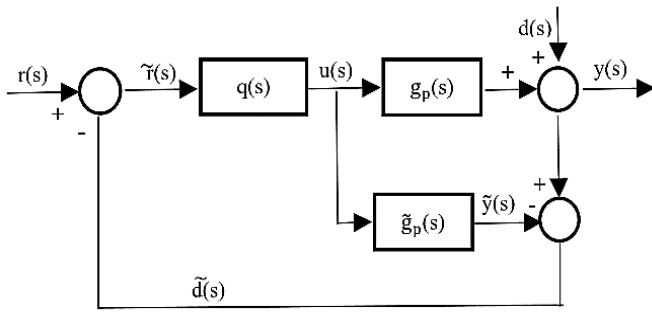 d(s)
r(s)
r̃(s)
q(s)
u(s)
gₚ(s)
+
+
y(s)
+
-
+
-
g̃ₚ(s)
ỹ(s)
d̃(s)